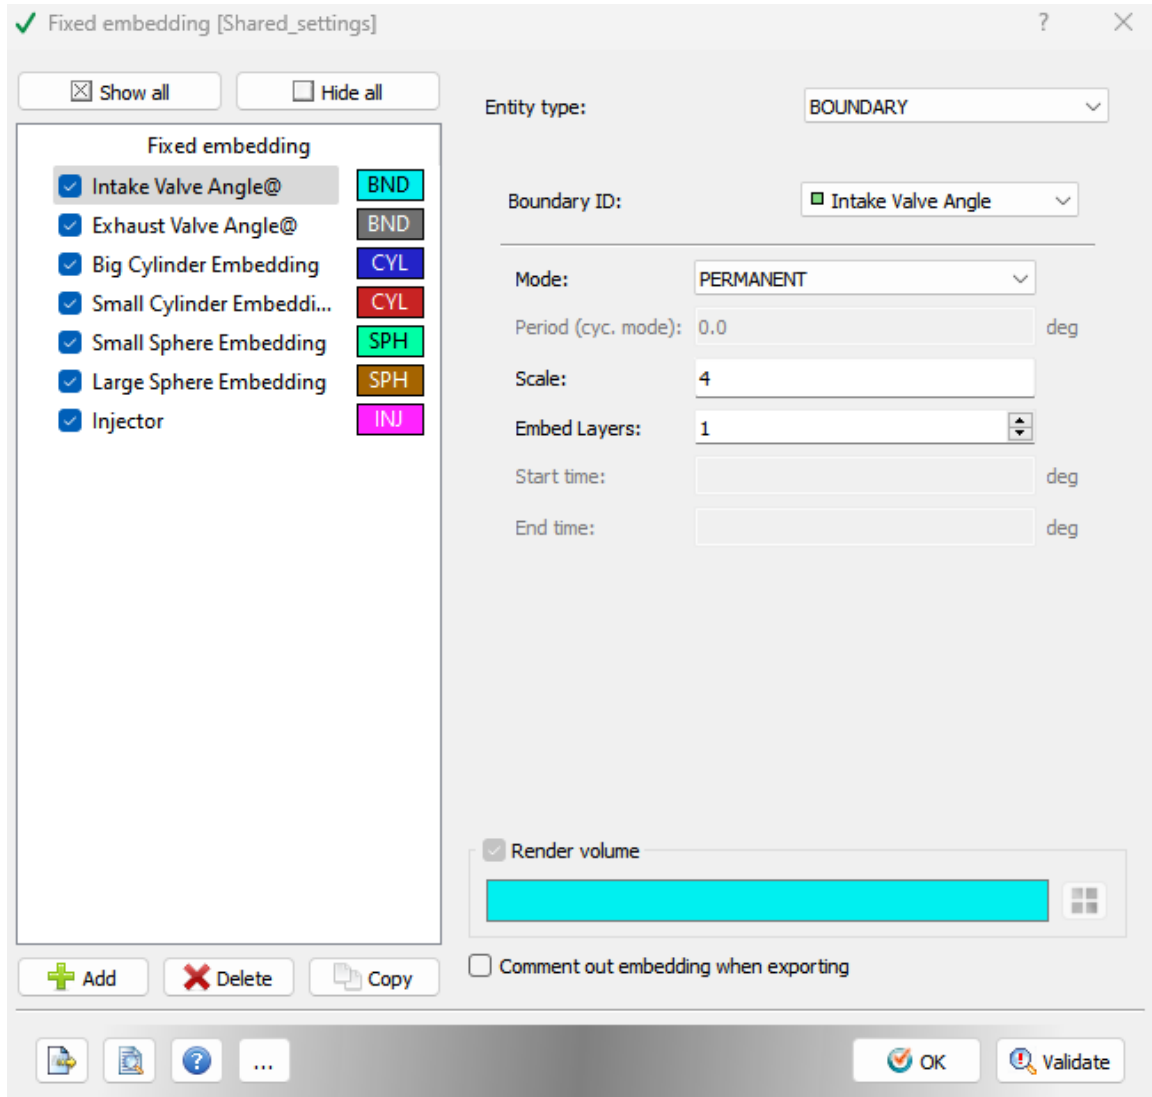 Fixed embedding [Shared_settings] ?
Show all Hide all
Fixed embedding
Intake Valve Angle@ BND
Exhaust Valve Angle@ BND
Big Cylinder Embedding CYL
Small Cylinder Embeddi... CYL
Small Sphere Embedding SPH
Large Sphere Embedding SPH
Injector INJ
Entity type: BOUNDARY
Boundary ID: Intake Valve Angle
Mode: PERMANENT
Period (cyc. mode): 0.0 deg
Scale: 4
Embed Layers: 1
Start time: deg
End time: deg
Render volume
Comment out embedding when exporting
Add Delete Copy
? ... OK Validate